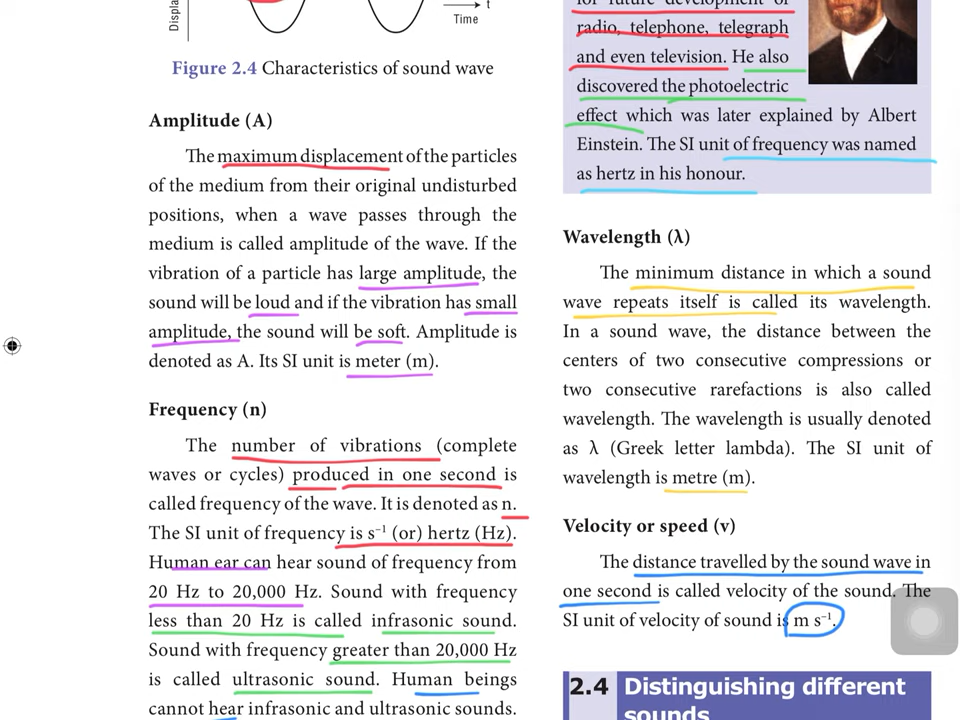 Displa
t
Time
Figure 2.4 Characteristics of sound wave
Amplitude (A)
The maximum displacement of the particles
of the medium from their original undisturbed
positions, when a wave passes through the
medium is called amplitude of the wave. If the
vibration of a particle has large amplitude, the
sound will be loud and if the vibration has small
amplitude, the sound will be soft. Amplitude is
denoted as A. Its SI unit is meter (m).
Frequency (n)
The number of vibrations (complete
waves or cycles) produced in one second is
called frequency of the wave. It is denoted as n.
The SI unit of frequency is s⁻¹ (or) hertz (Hz).
Human ear can hear sound of frequency from
20 Hz to 20,000 Hz. Sound with frequency
less than 20 Hz is called infrasonic sound.
Sound with frequency greater than 20,000 Hz
is called ultrasonic sound. Human beings
cannot hear infrasonic and ultrasonic sounds.
for future development of
radio, telephone, telegraph
and even television. He also
discovered the photoelectric
effect which was later explained by Albert
Einstein. The SI unit of frequency was named
as hertz in his honour.
Wavelength (λ)
The minimum distance in which a sound
wave repeats itself is called its wavelength.
In a sound wave, the distance between the
centers of two consecutive compressions or
two consecutive rarefactions is also called
wavelength. The wavelength is usually denoted
as λ (Greek letter lambda). The SI unit of
wavelength is metre (m).
Velocity or speed (v)
The distance travelled by the sound wave in
one second is called velocity of the sound. The
SI unit of velocity of sound is m s⁻¹.
2.4 Distinguishing different
sounds